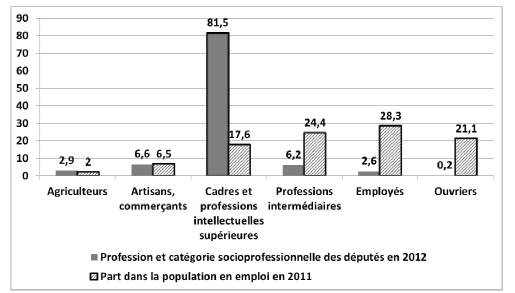 90
80
70
60
50
40
30
20
10
0
2,9 2
6,6 6,5
81,5
17,6
6,2
24,4
2,6
28,3
0,2
21,1
Agriculteurs
Artisans,
commerçants
Cadres et
professions
intellectuelles
supérieures
Professions
intermédiaires
Employés
Ouvriers
Profession et catégorie socioprofessionnelle des députés en 2012
Part dans la population en emploi en 2011